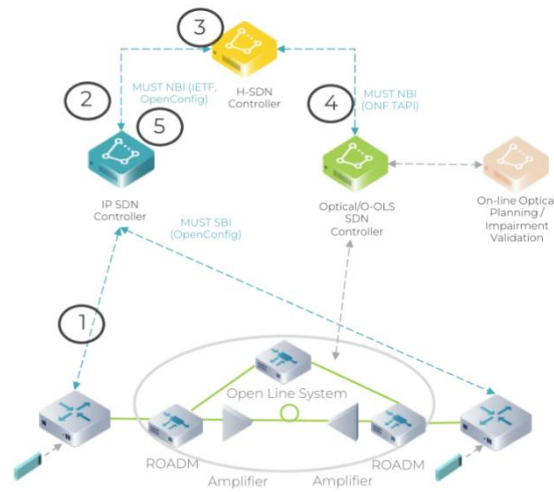 3
H-SDN
Controller
MUST NBI (IETF,
OpenConfig)
MUST NBI
(ONF TAPI)
2
4
5
IP SDN
Controller
Optical/O-OLS
SDN
Controller
On-line Optical
Planning /
Impairment
Validation
MUST SBI
(OpenConfig)
1
Open Line System
ROADM
ROADM
Amplifier
Amplifier